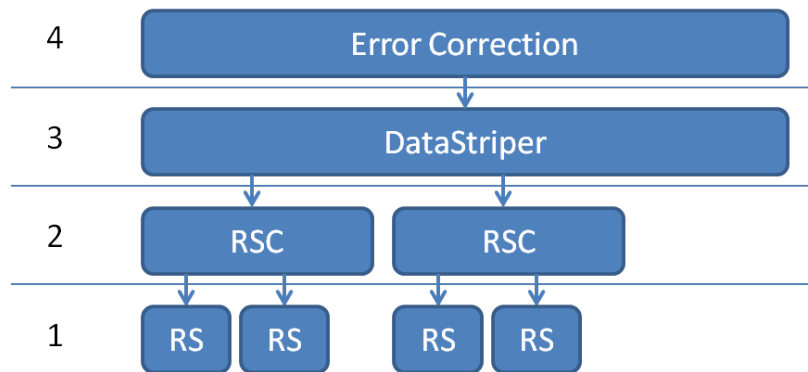 4 Error Correction
3 DataStriper
2 RSC RSC
1 RS RS RS RS